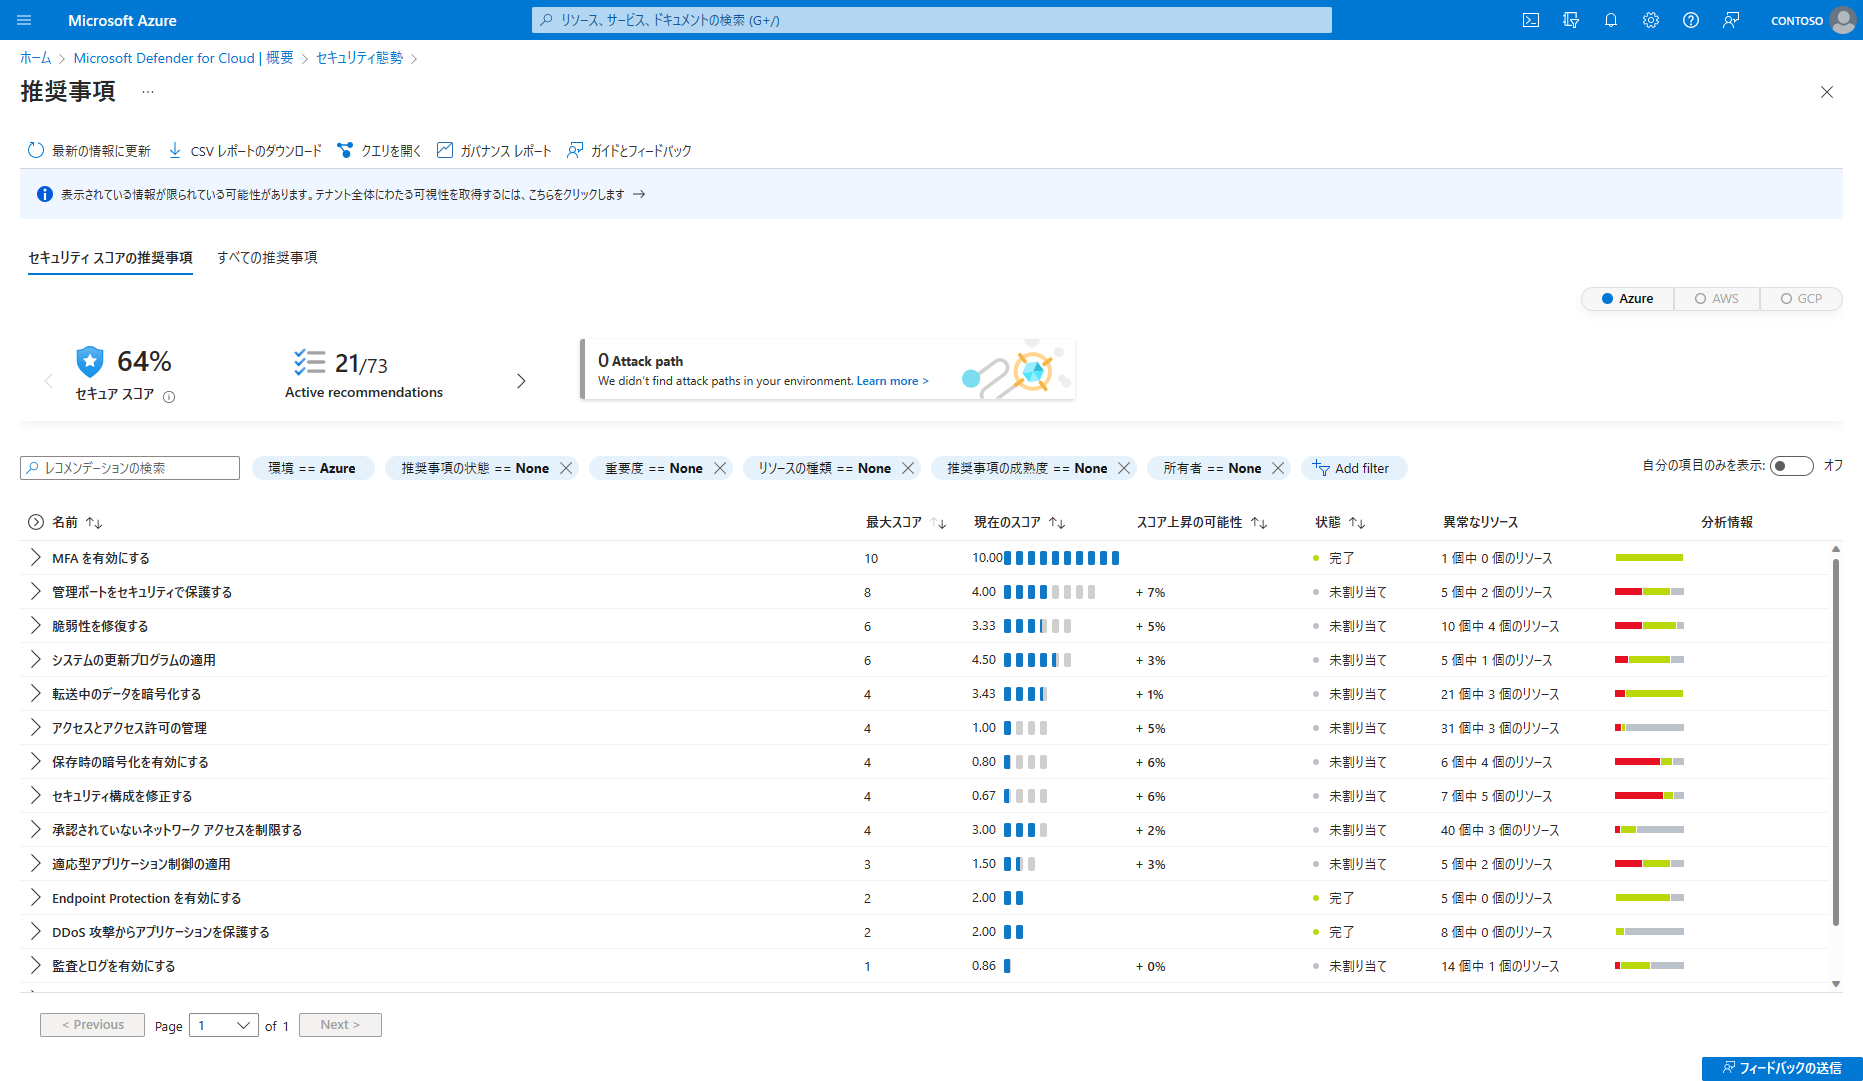 Microsoft Azure
リソース、サービス、ドキュメントの検索 (G+/)
CONTOSO
ホーム > Microsoft Defender for Cloud | 概要 > セキュリティ態勢 >
推奨事項 ...
最新の情報に更新 CSV レポートのダウンロード クエリを開く ガバナンス レポート ガイドとフィードバック
表示されている情報が限られている可能性があります。テナント全体にわたる可視性を取得するには、こちらをクリックします →
セキュリティ スコアの推奨事項 すべての推奨事項
Azure AWS GCP
64%
セキュア スコア
21/73
Active recommendations
0 Attack path
We didn't find attack paths in your environment. Learn more >
レコメンデーションの検索 環境 == Azure 推奨事項の状態 == None 重要度 == None リソースの種類 == None 推奨事項の成熟度 == None 所有者 == None Add filter 自分の項目のみを表示: オフ
名前 ↑↓ 最大スコア ↑↓ 現在のスコア ↑↓ スコア上昇の可能性 ↑↓ 状態 ↑↓ 異常なリソース 分析情報
MFA を有効にする 10 10.00 完了 1 個中 0 個のリソース
管理ポートをセキュリティで保護する 8 4.00 + 7% 未割り当て 5 個中 2 個のリソース
脆弱性を修復する 6 3.33 + 5% 未割り当て 10 個中 4 個のリソース
システムの更新プログラムの適用 6 4.50 + 3% 未割り当て 5 個中 1 個のリソース
転送中のデータを暗号化する 4 3.43 + 1% 未割り当て 21 個中 3 個のリソース
アクセスとアクセス許可の管理 4 1.00 + 5% 未割り当て 31 個中 3 個のリソース
保存時の暗号化を有効にする 4 0.80 + 6% 未割り当て 6 個中 4 個のリソース
セキュリティ構成を修正する 4 0.67 + 6% 未割り当て 7 個中 5 個のリソース
承認されていないネットワーク アクセスを制限する 4 3.00 + 2% 未割り当て 40 個中 3 個のリソース
適応型アプリケーション制御の適用 3 1.50 + 3% 未割り当て 5 個中 2 個のリソース
Endpoint Protection を有効にする 2 2.00 完了 5 個中 0 個のリソース
DDoS 攻撃からアプリケーションを保護する 2 2.00 完了 8 個中 0 個のリソース
監査とログを有効にする 1 0.86 + 0% 未割り当て 14 個中 1 個のリソース
< Previous Page 1 of 1 Next >
フィードバックの送信